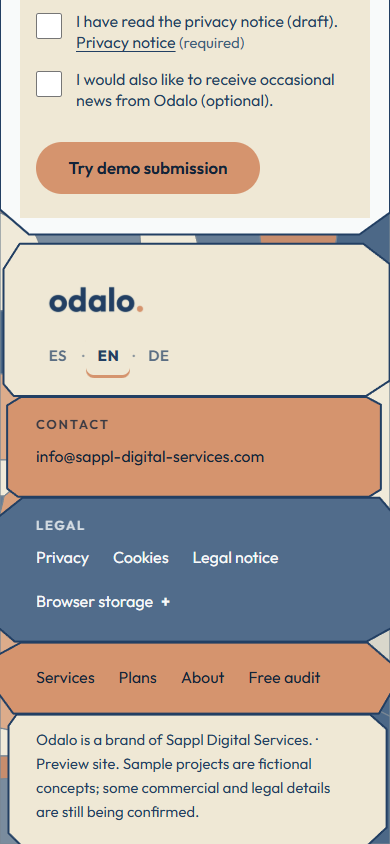 I have read the privacy notice (draft).
Privacy notice (required)
I would also like to receive occasional
news from Odalo (optional).
Try demo submission
odalo.
ES · EN · DE
CONTACT
info@sappl-digital-services.com
LEGAL
Privacy Cookies Legal notice
Browser storage +
Services Plans About Free audit
Odalo is a brand of Sappl Digital Services. ·
Preview site. Sample projects are fictional
concepts; some commercial and legal details
are still being confirmed.